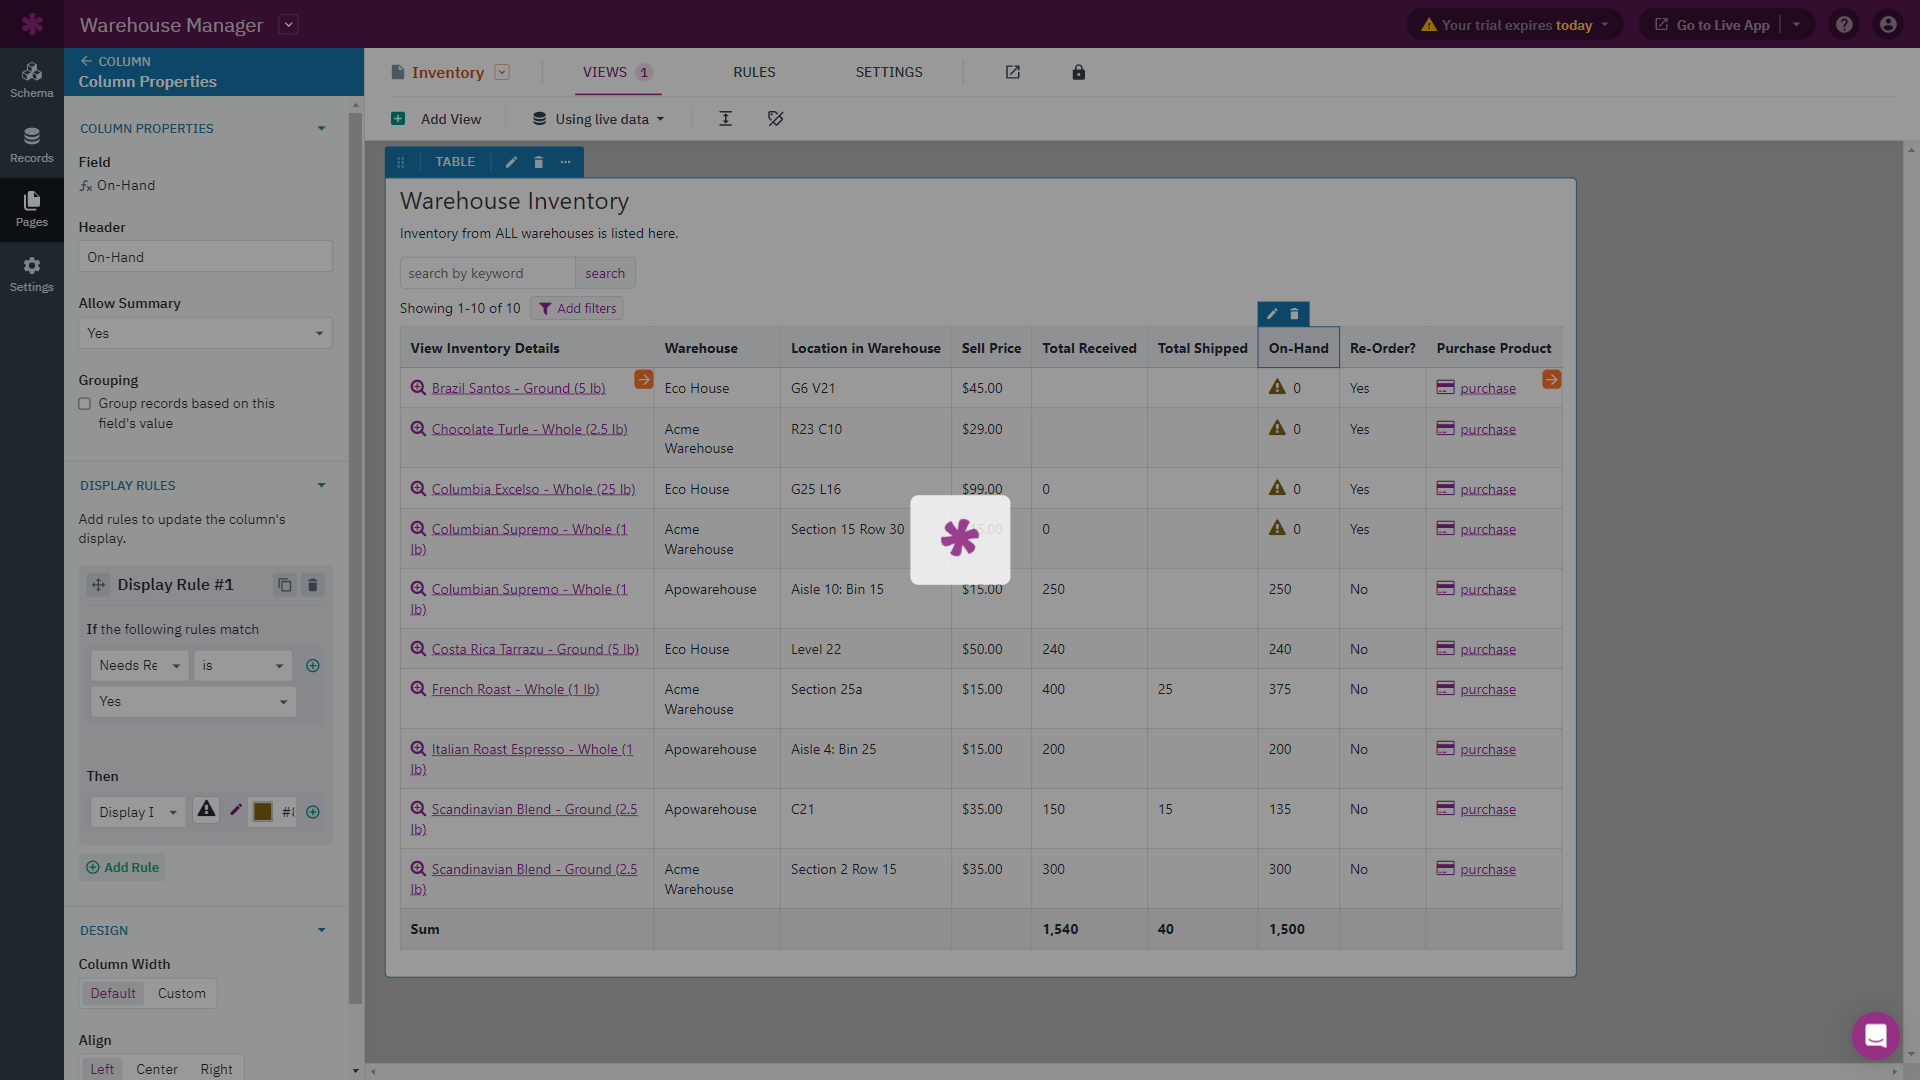 Warehouse Manager
Your trial expires today
Go to Live App
Schema
Records
Pages
Settings
COLUMN
Column Properties
COLUMN PROPERTIES
Field
fx On-Hand
Header
On-Hand
Allow Summary
Yes
Grouping
Group records based on this
field's value
DISPLAY RULES
Add rules to update the column's
display.
Display Rule #1
If the following rules match
Needs Re
is
Yes
Then
Display I
Add Rule
DESIGN
Column Width
Default Custom
Align
Left Center Right
Inventory
VIEWS 1
RULES
SETTINGS
Add View
Using live data
TABLE
Warehouse Inventory
Inventory from ALL warehouses is listed here.
search by keyword search
Showing 1-10 of 10 Add filters
View Inventory Details Warehouse Location in Warehouse Sell Price Total Received Total Shipped On-Hand Re-Order? Purchase Product
Brazil Santos - Ground (5 lb) Eco House G6 V21 $45.00 0 Yes purchase
Chocolate Turle - Whole (2.5 lb) Acme Warehouse R23 C10 $29.00 0 Yes purchase
Columbia Excelso - Whole (25 lb) Eco House G25 L16 $99.00 0 0 Yes purchase
Columbian Supremo - Whole (1 lb) Acme Warehouse Section 15 Row 30 0 0 Yes purchase
Columbian Supremo - Whole (1 lb) Apowarehouse Aisle 10: Bin 15 $15.00 250 250 No purchase
Costa Rica Tarrazu - Ground (5 lb) Eco House Level 22 $50.00 240 240 No purchase
French Roast - Whole (1 lb) Acme Warehouse Section 25a $15.00 400 25 375 No purchase
Italian Roast Espresso - Whole (1 lb) Apowarehouse Aisle 4: Bin 25 $15.00 200 200 No purchase
Scandinavian Blend - Ground (2.5 lb) Apowarehouse C21 $35.00 150 15 135 No purchase
Scandinavian Blend - Ground (2.5 lb) Acme Warehouse Section 2 Row 15 $35.00 300 300 No purchase
Sum 1,540 40 1,500